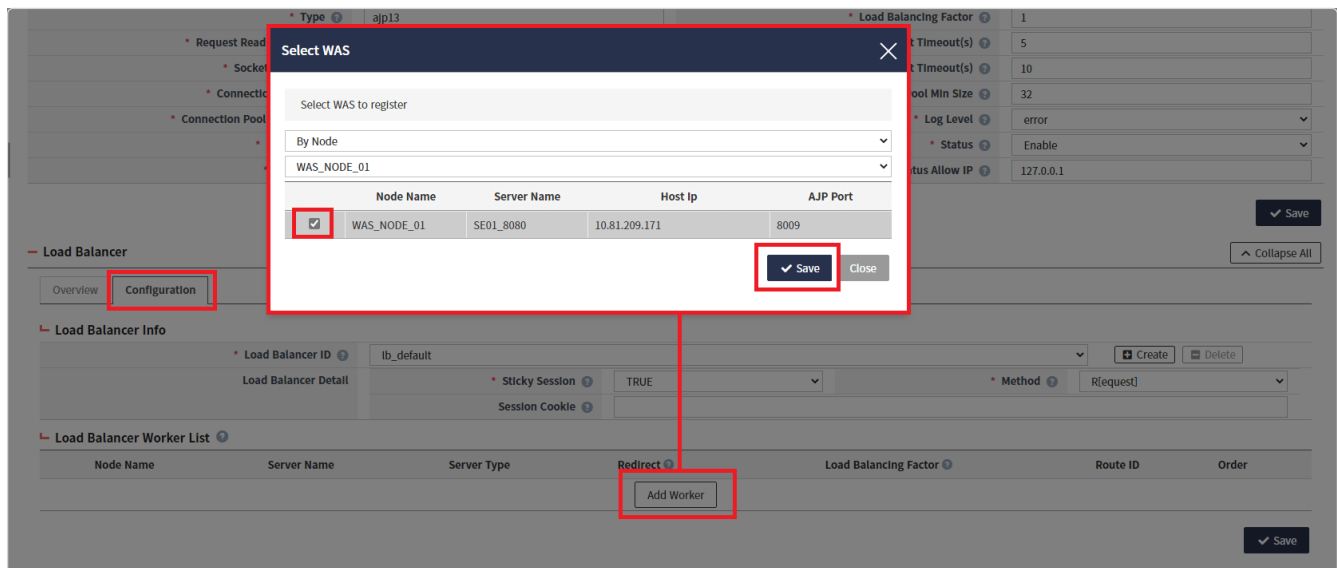 * Type ajp13 * Load Balancing Factor 1
* Request Read t Timeout(s) 5
* Socket t Timeout(s) 10
* Connectio ool Min Size 32
* Connection Pool * Log Level error
* * Status Enable
* tus Allow IP 127.0.0.1
Save
Select WAS
Select WAS to register
By Node
WAS_NODE_01
Node Name Server Name Host Ip AJP Port
WAS_NODE_01 SE01_8080 10.81.209.171 8009
Save Close
Load Balancer Collapse All
Overview Configuration
Load Balancer Info
* Load Balancer ID lb_default Create Delete
Load Balancer Detail * Sticky Session TRUE * Method R[equest]
Session Cookie
Load Balancer Worker List
Node Name Server Name Server Type Redirect Load Balancing Factor Route ID Order
Add Worker
Save